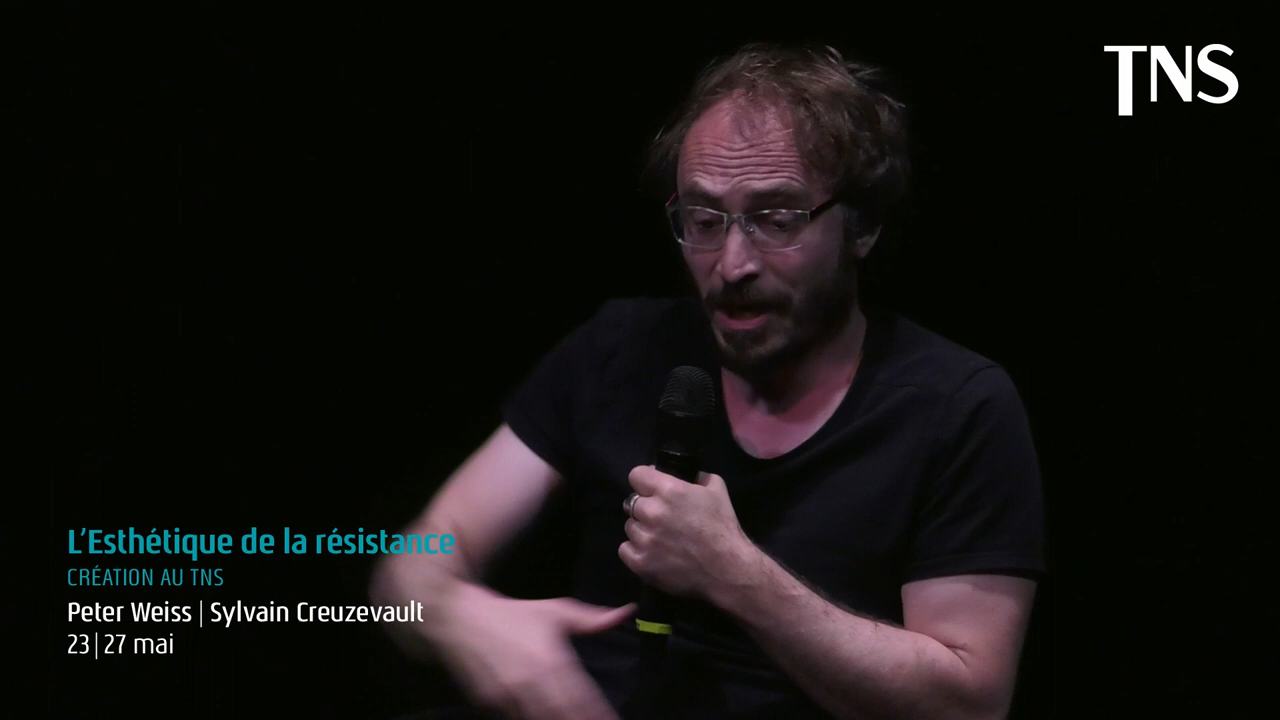 TNS
L'Esthétique de la résistance
CRÉATION AU TNS
Peter Weiss | Sylvain Creuzevault
23 | 27 mai